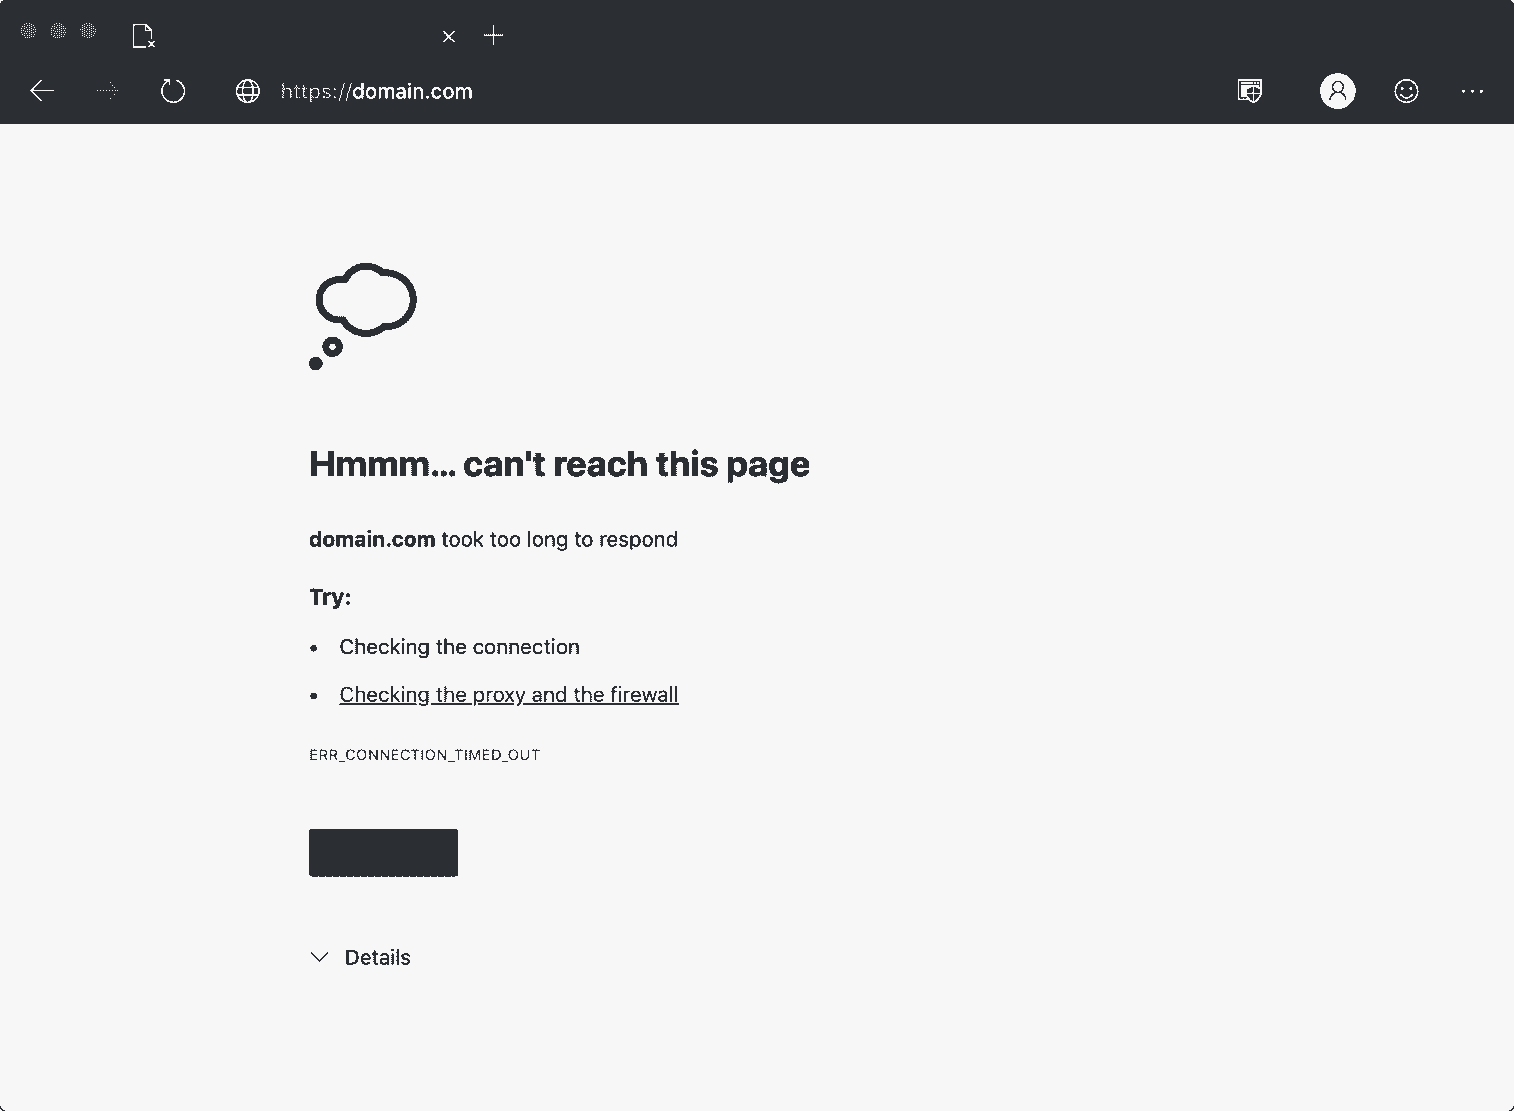 https://domain.com
Hmmm... can't reach this page
domain.com took too long to respond
Try:
• Checking the connection
• Checking the proxy and the firewall
ERR_CONNECTION_TIMED_OUT
Details